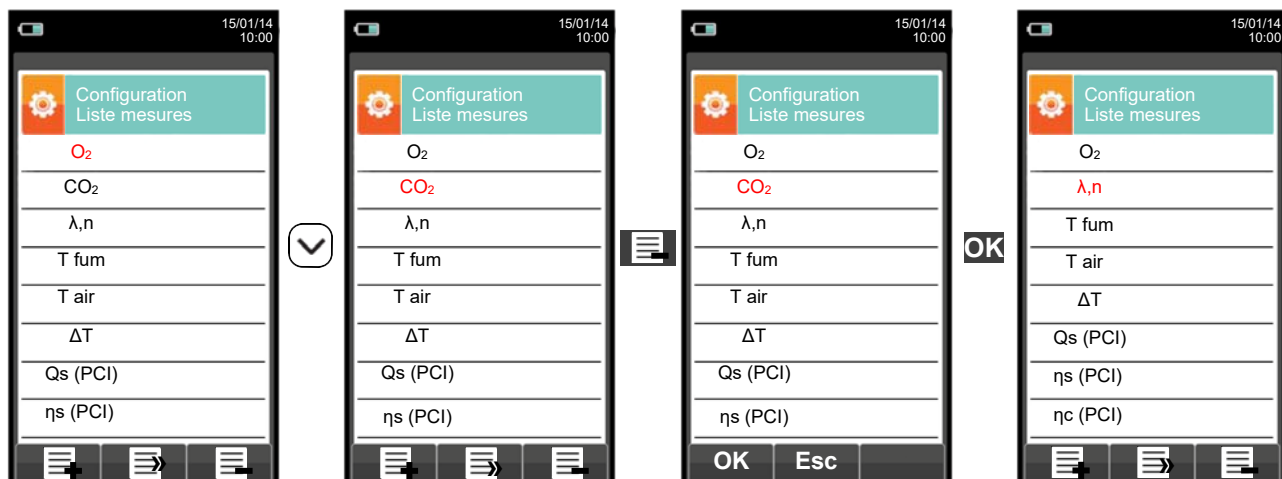 15/01/14
10:00
Configuration
Liste mesures
O₂
CO₂
λ,n
T fum
T air
ΔT
Qs (PCI)
ηs (PCI)
15/01/14
10:00
Configuration
Liste mesures
O₂
CO₂
λ,n
T fum
T air
ΔT
Qs (PCI)
ηs (PCI)
15/01/14
10:00
Configuration
Liste mesures
O₂
CO₂
λ,n
T fum
T air
ΔT
Qs (PCI)
ηs (PCI)
OK Esc
OK
15/01/14
10:00
Configuration
Liste mesures
O₂
λ,n
T fum
T air
ΔT
Qs (PCI)
ηs (PCI)
ηc (PCI)